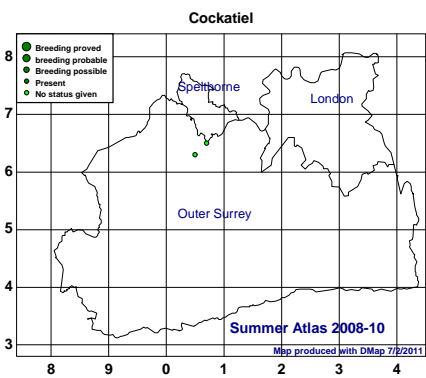 Cockatiel
8
Breeding proved
breeding probable
Breeding possible
Present
No status given
Spelthorne
London
7
6
Outer Surrey
5
4
Summer Atlas 2008-10
3
Map produced with DMap 7/2/2011
8 9 0 1 2 3 4